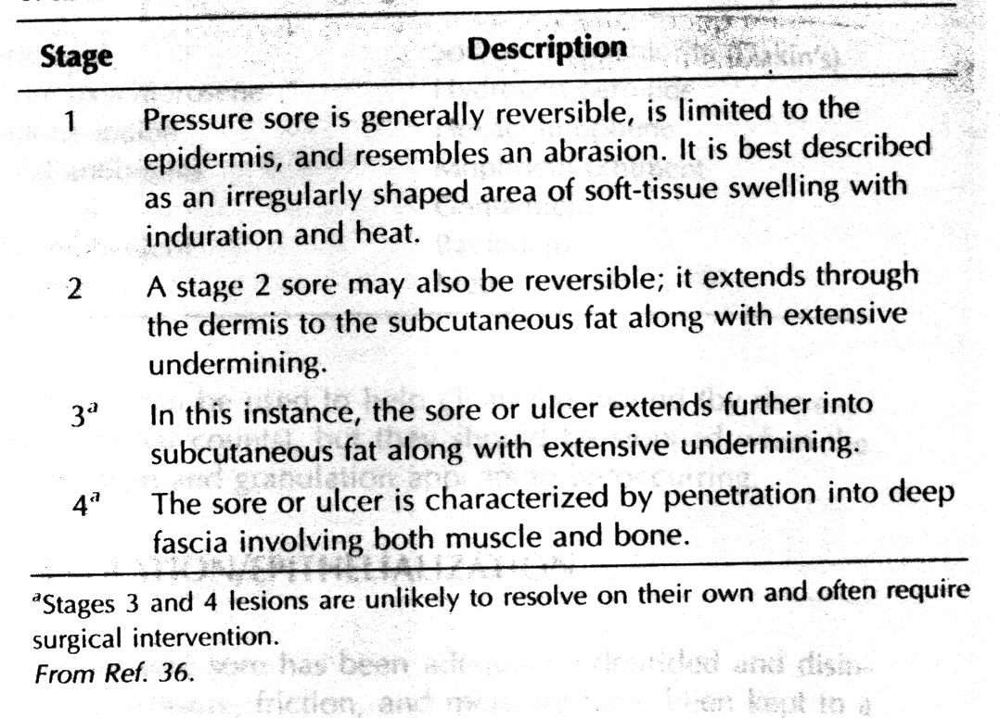 Stage Description
1 Pressure sore is generally reversible, is limited to the
epidermis, and resembles an abrasion. It is best described
as an irregularly shaped area of soft-tissue swelling with
induration and heat.
2 A stage 2 sore may also be reversible; it extends through
the dermis to the subcutaneous fat along with extensive
undermining.
3a In this instance, the sore or ulcer extends further into
subcutaneous fat along with extensive undermining.
4a The sore or ulcer is characterized by penetration into deep
fascia involving both muscle and bone.
aStages 3 and 4 lesions are unlikely to resolve on their own and often require
surgical intervention.
From Ref. 36.